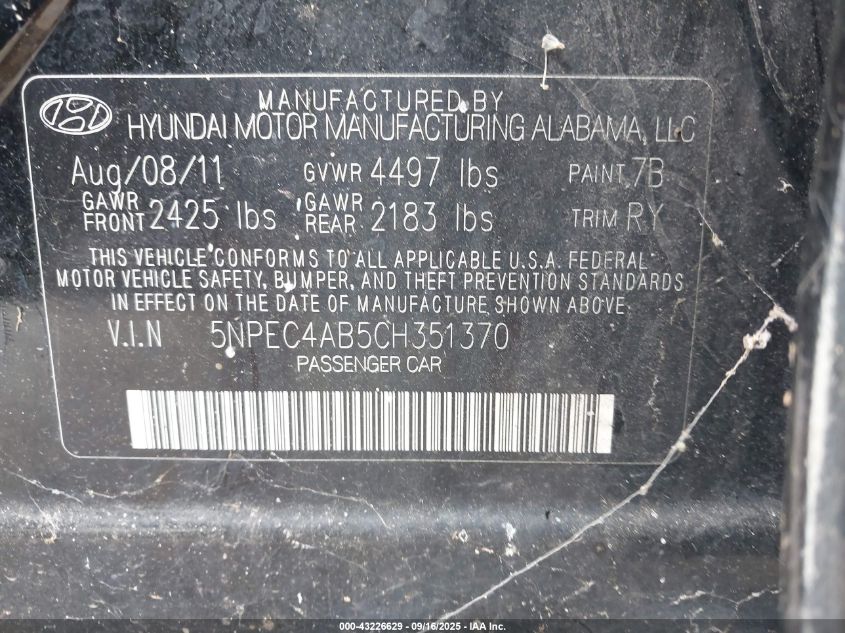 MANUFACTURED BY
HYUNDAI MOTOR MANUFACTURING ALABAMA, LLC
Aug/08/11 GVWR 4497 lbs PAINT 7B
GAWR FRONT 2425 lbs GAWR REAR 2183 lbs TRIM RY
THIS VEHICLE CONFORMS TO ALL APPLICABLE U.S.A. FEDERAL
MOTOR VEHICLE SAFETY, BUMPER, AND THEFT PREVENTION STANDARDS
IN EFFECT ON THE DATE OF MANUFACTURE SHOWN ABOVE.
V.I.N 5NPEC4AB5CH351370
PASSENGER CAR
000-43226629 - 09/16/2025 - IAA Inc.